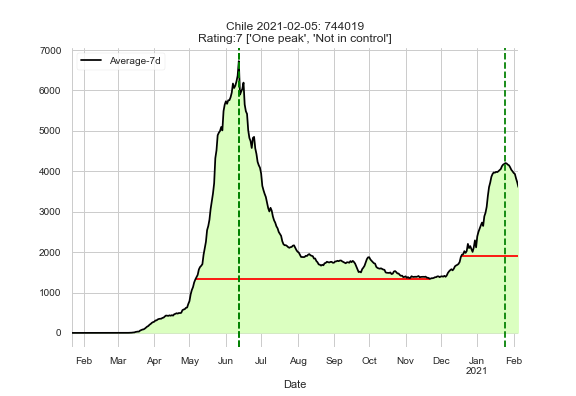 Chile 2021-02-05: 744019
Rating:7 ['One peak', 'Not in control']
Average-7d
7000
6000
5000
4000
3000
2000
1000
0
Feb Mar Apr May Jun Jul Aug Sep Oct Nov Dec Jan Feb
2021
Date